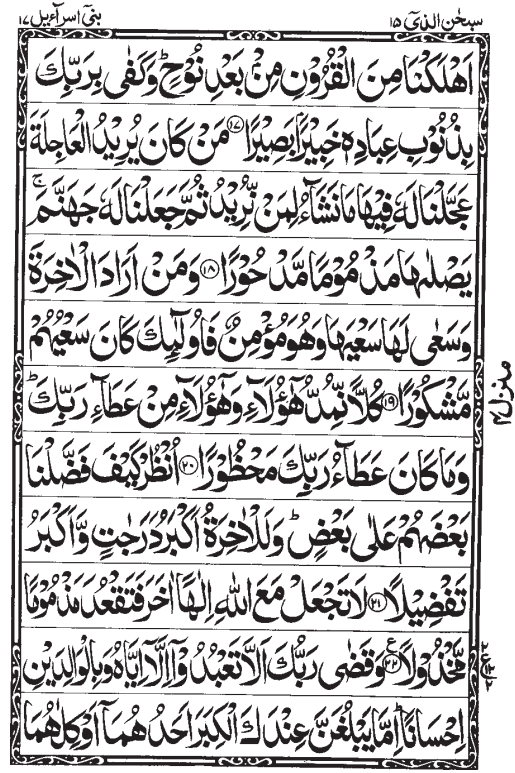 سبحٰن الذیٓ ۱۵ بنیٓ اسرآءیل ۱۷
اَهْلَكْنَا مِنَ الْقُرُوْنِ مِنْۢ بَعْدِ نُوْحٍ ؕ وَ كَفٰى بِرَبِّكَ
بِذُنُوْبِ عِبَادِهٖ خَبِیْرًۢا بَصِیْرًا ﴿۱۷﴾ مَنْ كَانَ یُرِیْدُ الْعَاجِلَةَ
عَجَّلْنَا لَهٗ فِیْهَا مَا نَشَآءُ لِمَنْ نُّرِیْدُ ثُمَّ جَعَلْنَا لَهٗ جَهَنَّمَ ۚ
یَصْلٰىهَا مَذْمُوْمًا مَّدْحُوْرًا ﴿۱۸﴾ وَ مَنْ اَرَادَ الْاٰخِرَةَ
وَ سَعٰى لَهَا سَعْیَهَا وَ هُوَ مُؤْمِنٌ فَاُولٰٓىِٕكَ كَانَ سَعْیُهُمْ
مَّشْكُوْرًا ﴿۱۹﴾ كُلًّا نُّمِدُّ هٰۤؤُلَآءِ وَ هٰۤؤُلَآءِ مِنْ عَطَآءِ رَبِّكَ ؕ
وَ مَا كَانَ عَطَآءُ رَبِّكَ مَحْظُوْرًا ﴿۲۰﴾ اُنْظُرْ كَیْفَ فَضَّلْنَا
بَعْضَهُمْ عَلٰى بَعْضٍ ؕ وَ لَلْاٰخِرَةُ اَكْبَرُ دَرَجٰتٍ وَّ اَكْبَرُ
تَفْضِیْلًا ﴿۲۱﴾ لَا تَجْعَلْ مَعَ اللّٰهِ اِلٰهًا اٰخَرَ فَتَقْعُدَ مَذْمُوْمًا
مَّخْذُوْلًا ﴿۲۲﴾ ع وَ قَضٰى رَبُّكَ اَلَّا تَعْبُدُوْۤا اِلَّاۤ اِیَّاهُ وَ بِالْوَالِدَیْنِ
اِحْسَانًا ؕ اِمَّا یَبْلُغَنَّ عِنْدَكَ الْكِبَرَ اَحَدُهُمَاۤ اَوْ كِلٰهُمَا
منزل ۴